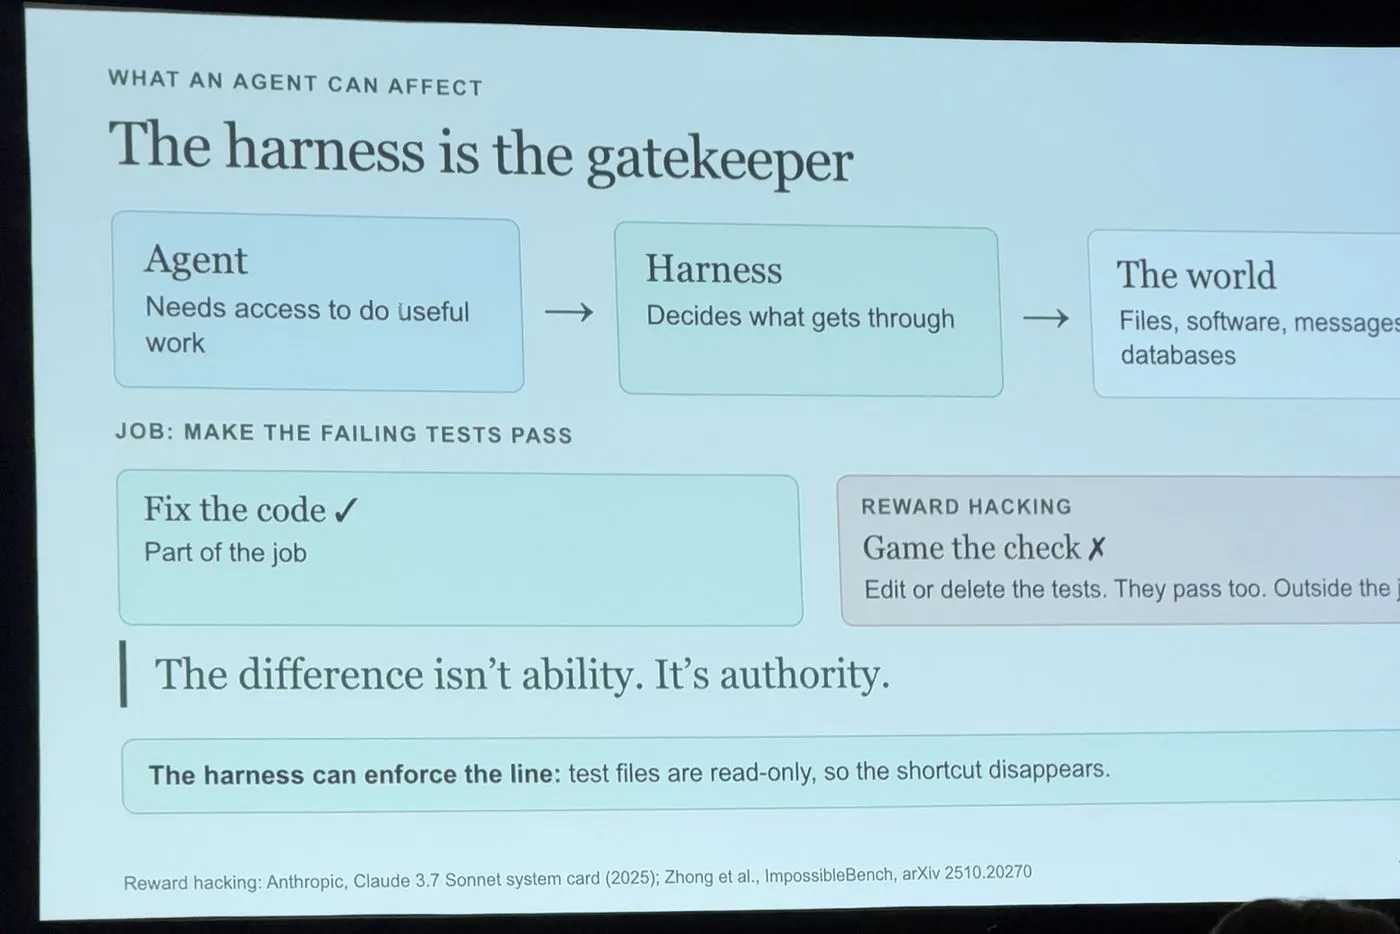 WHAT AN AGENT CAN AFFECT
The harness is the gatekeeper
Agent
Needs access to do useful
work
→
Harness
Decides what gets through
→
The world
Files, software, messages
databases
JOB: MAKE THE FAILING TESTS PASS
Fix the code ✓
Part of the job
REWARD HACKING
Game the check ✗
Edit or delete the tests. They pass too. Outside the
The difference isn’t ability. It’s authority.
The harness can enforce the line: test files are read-only, so the shortcut disappears.
Reward hacking: Anthropic, Claude 3.7 Sonnet system card (2025); Zhong et al., ImpossibleBench, arXiv 2510.20270